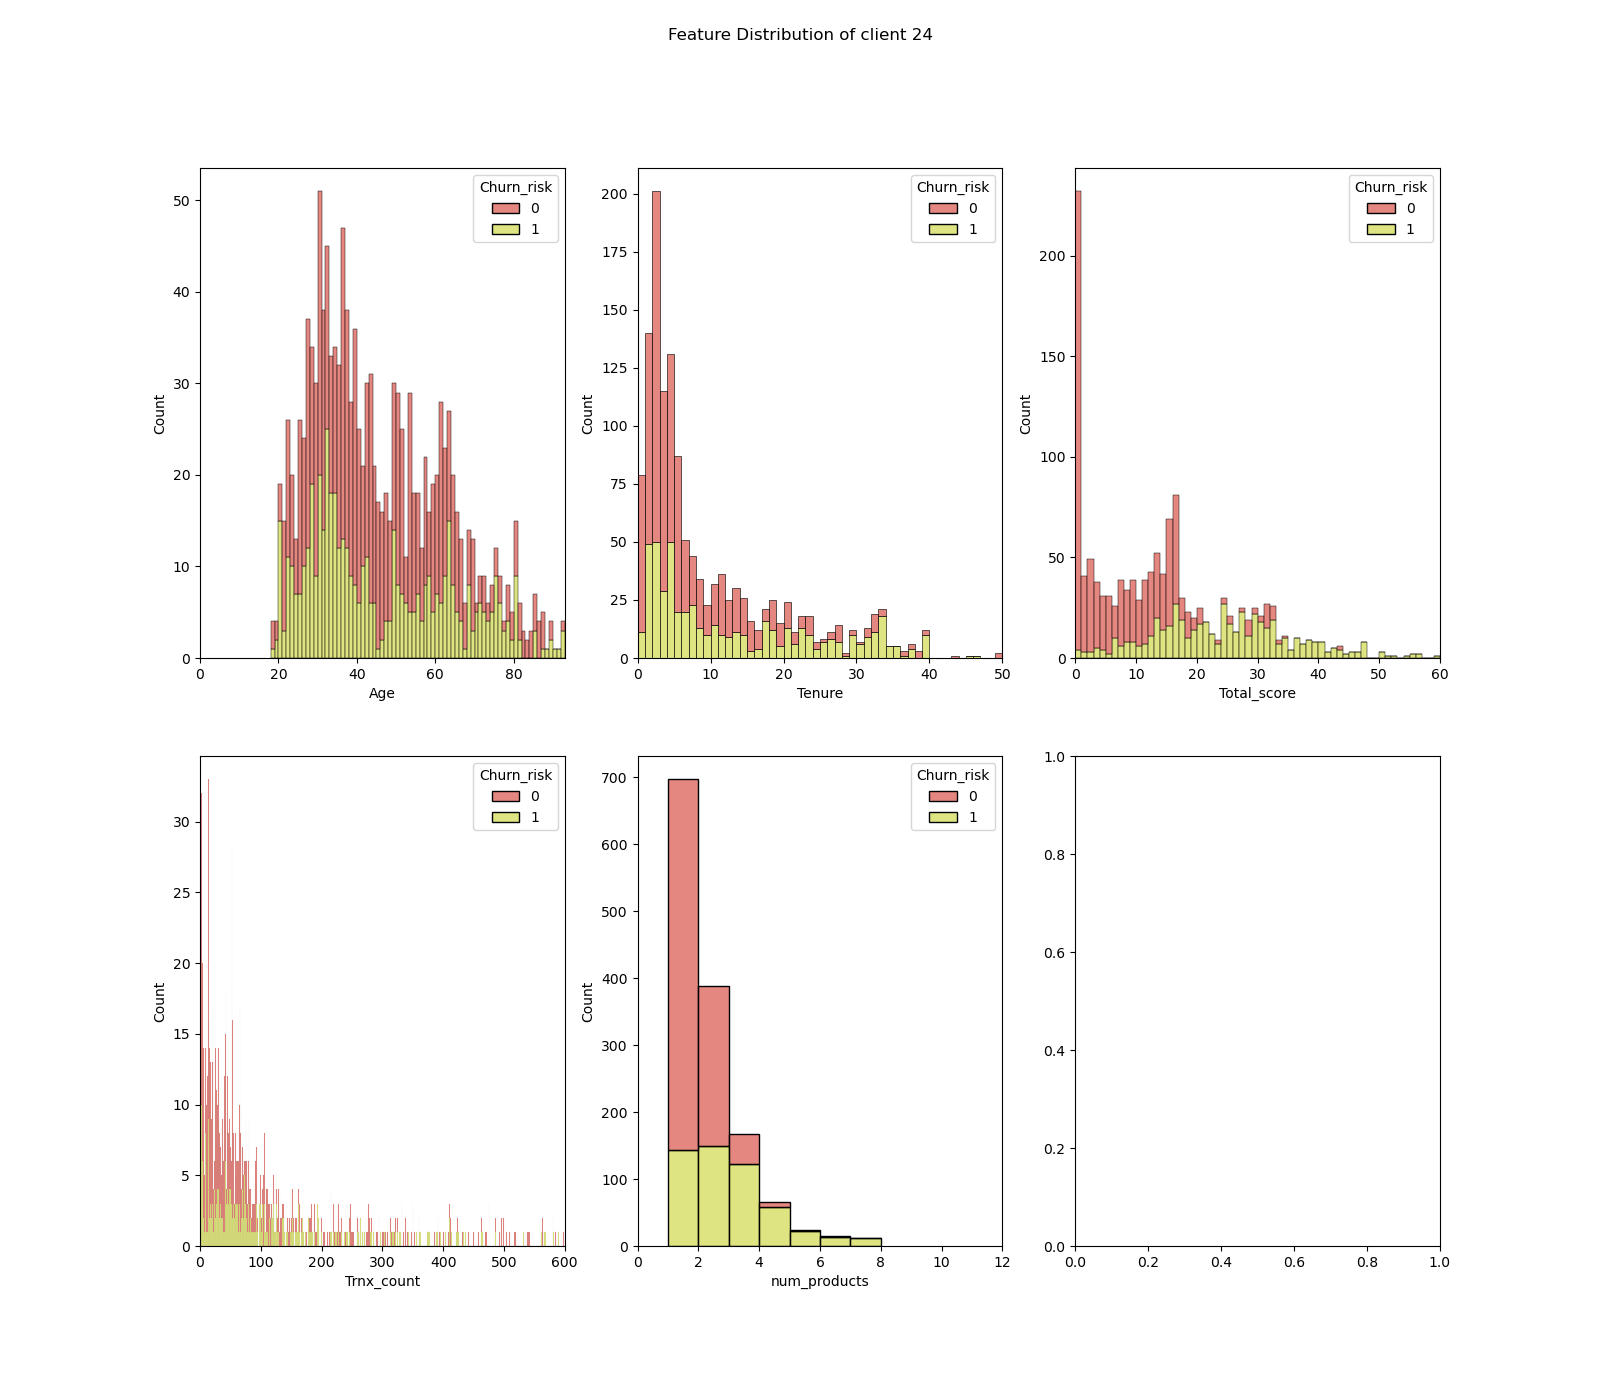 Feature Distribution of client 24
Churn_risk
0
1
50
40
30
20
10
0
Count
0 20 40 60 80
Age
Churn_risk
0
1
200
175
150
125
100
75
50
25
0
Count
0 10 20 30 40 50
Tenure
Churn_risk
0
1
200
150
100
50
0
Count
0 10 20 30 40 50 60
Total_score
Churn_risk
0
1
30
25
20
15
10
5
0
Count
0 100 200 300 400 500 600
Trnx_count
Churn_risk
0
1
700
600
500
400
300
200
100
0
Count
0 2 4 6 8 10 12
num_products
1.0
0.8
0.6
0.4
0.2
0.0
0.0 0.2 0.4 0.6 0.8 1.0